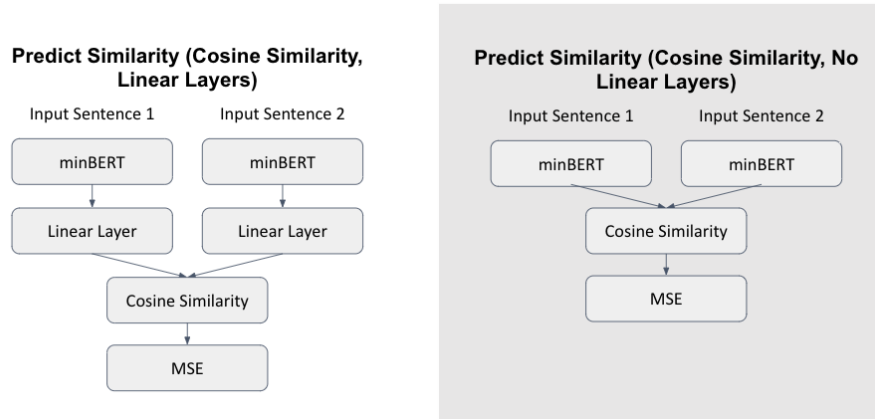 Predict Similarity (Cosine Similarity,
Linear Layers)
Input Sentence 1
Input Sentence 2
minBERT
minBERT
Linear Layer
Linear Layer
Cosine Similarity
MSE
Predict Similarity (Cosine Similarity, No
Linear Layers)
Input Sentence 1
Input Sentence 2
minBERT
minBERT
Cosine Similarity
MSE